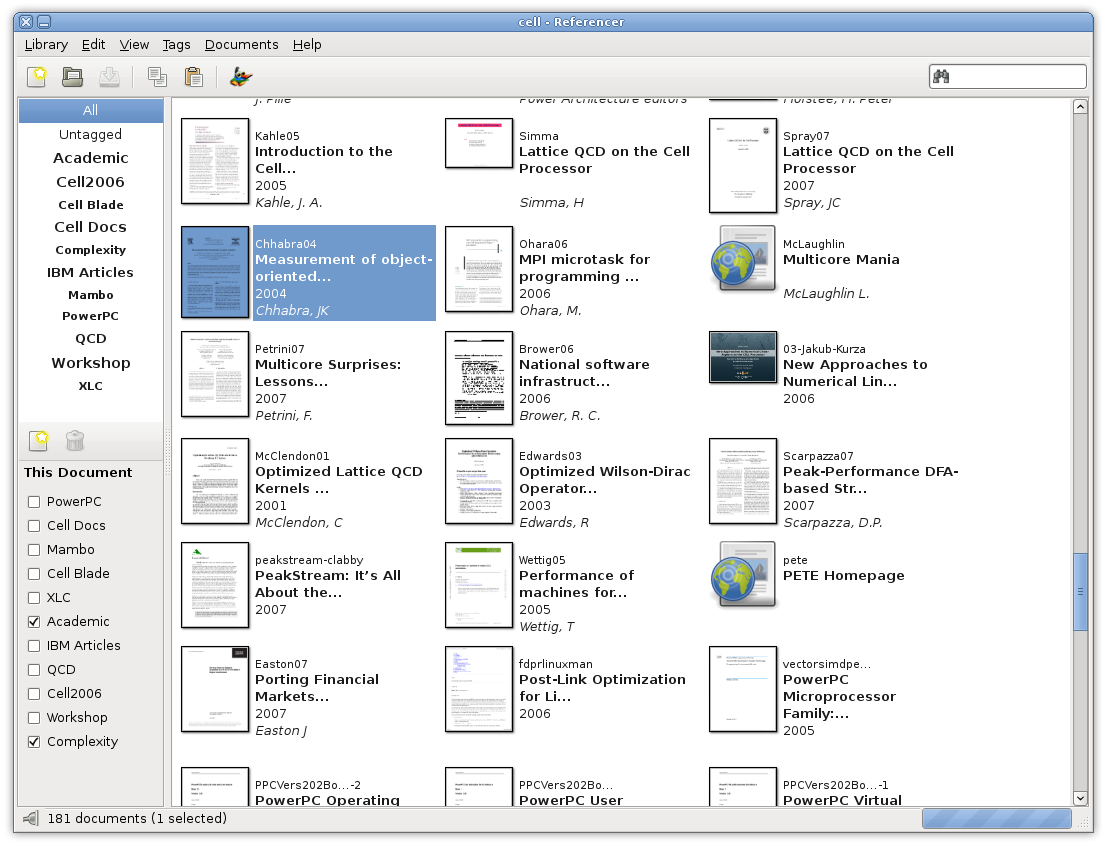 cell - Referencer
Library Edit View Tags Documents Help
All
Untagged
Academic
Cell2006
Cell Blade
Cell Docs
Complexity
IBM Articles
Mambo
PowerPC
QCD
Workshop
XLC
This Document
PowerPC
Cell Docs
Mambo
Cell Blade
XLC
Academic
IBM Articles
QCD
Cell2006
Workshop
Complexity
J. Pille
Power Architecture editors
Hofstee, H. Peter
Kahle05
Introduction to the
Cell...
2005
Kahle, J. A.
Simma
Lattice QCD on the Cell
Processor
Simma, H
Spray07
Lattice QCD on the Cell
Processor
2007
Spray, JC
Chhabra04
Measurement of object-
oriented...
2004
Chhabra, JK
Ohara06
MPI microtask for
programming ...
2006
Ohara, M.
McLaughlin
Multicore Mania
McLaughlin L.
Petrini07
Multicore Surprises:
Lessons...
2007
Petrini, F.
Brower06
National software
infrastruct...
2006
Brower, R. C.
03-Jakub-Kurza
New Approaches to
Numerical Lin...
2006
McClendon01
Optimized Lattice QCD
Kernels ...
2001
McClendon, C
Edwards03
Optimized Wilson-Dirac
Operator...
2003
Edwards, R
Scarpazza07
Peak-Performance DFA-
based Str...
2007
Scarpazza, D.P.
peakstream-clabby
PeakStream: It’s All
About the...
2007
Wettig05
Performance of
machines for...
2005
Wettig, T
pete
PETE Homepage
Easton07
Porting Financial
Markets...
2007
Easton J
fdprlinuxman
Post-Link Optimization
for Li...
2006
vectorsimdpe...
PowerPC
Microprocessor
Family:...
2005
PPCVers202Bo...-2
PowerPC Operating
PPCVers202Bo...
PowerPC User
PPCVers202Bo...-1
PowerPC Virtual
181 documents (1 selected)